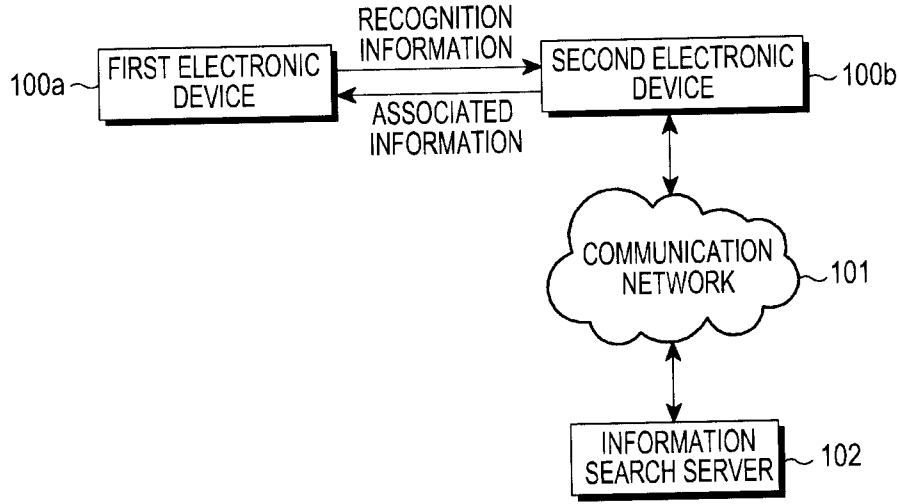 RECOGNITION
INFORMATION
100a
FIRST ELECTRONIC
DEVICE
SECOND ELECTRONIC
DEVICE
100b
ASSOCIATED
INFORMATION
COMMUNICATION
NETWORK
101
INFORMATION
SEARCH SERVER
102